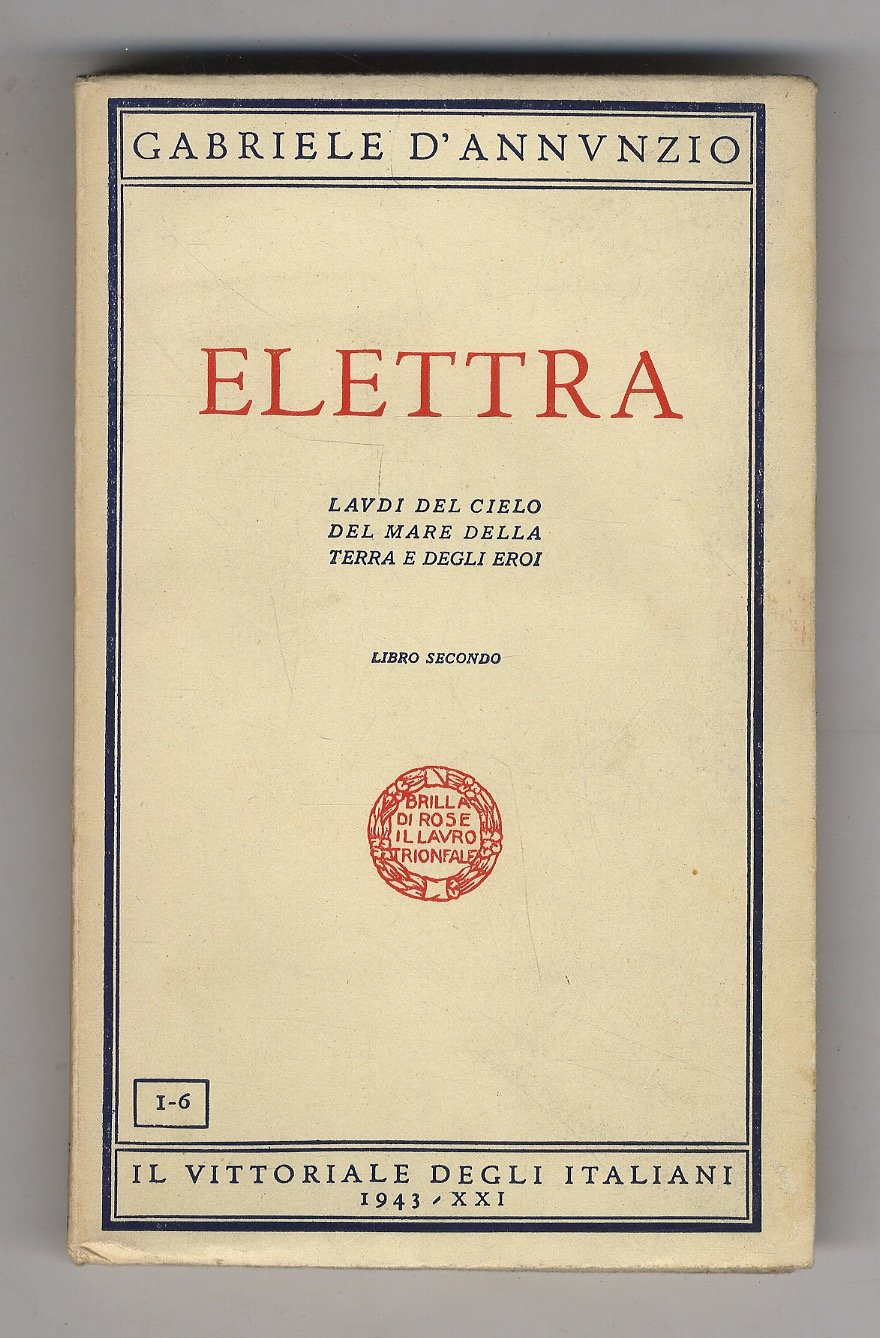 GABRIELE D'ANNVNZIO
ELETTRA
LAVDI DEL CIELO
DEL MARE DELLA
TERRA E DEGLI EROI
LIBRO SECONDO
BRILLA
DI ROSE
IL LAVRO
TRIONFALE
I-6
IL VITTORIALE DEGLI ITALIANI
1943-XXI